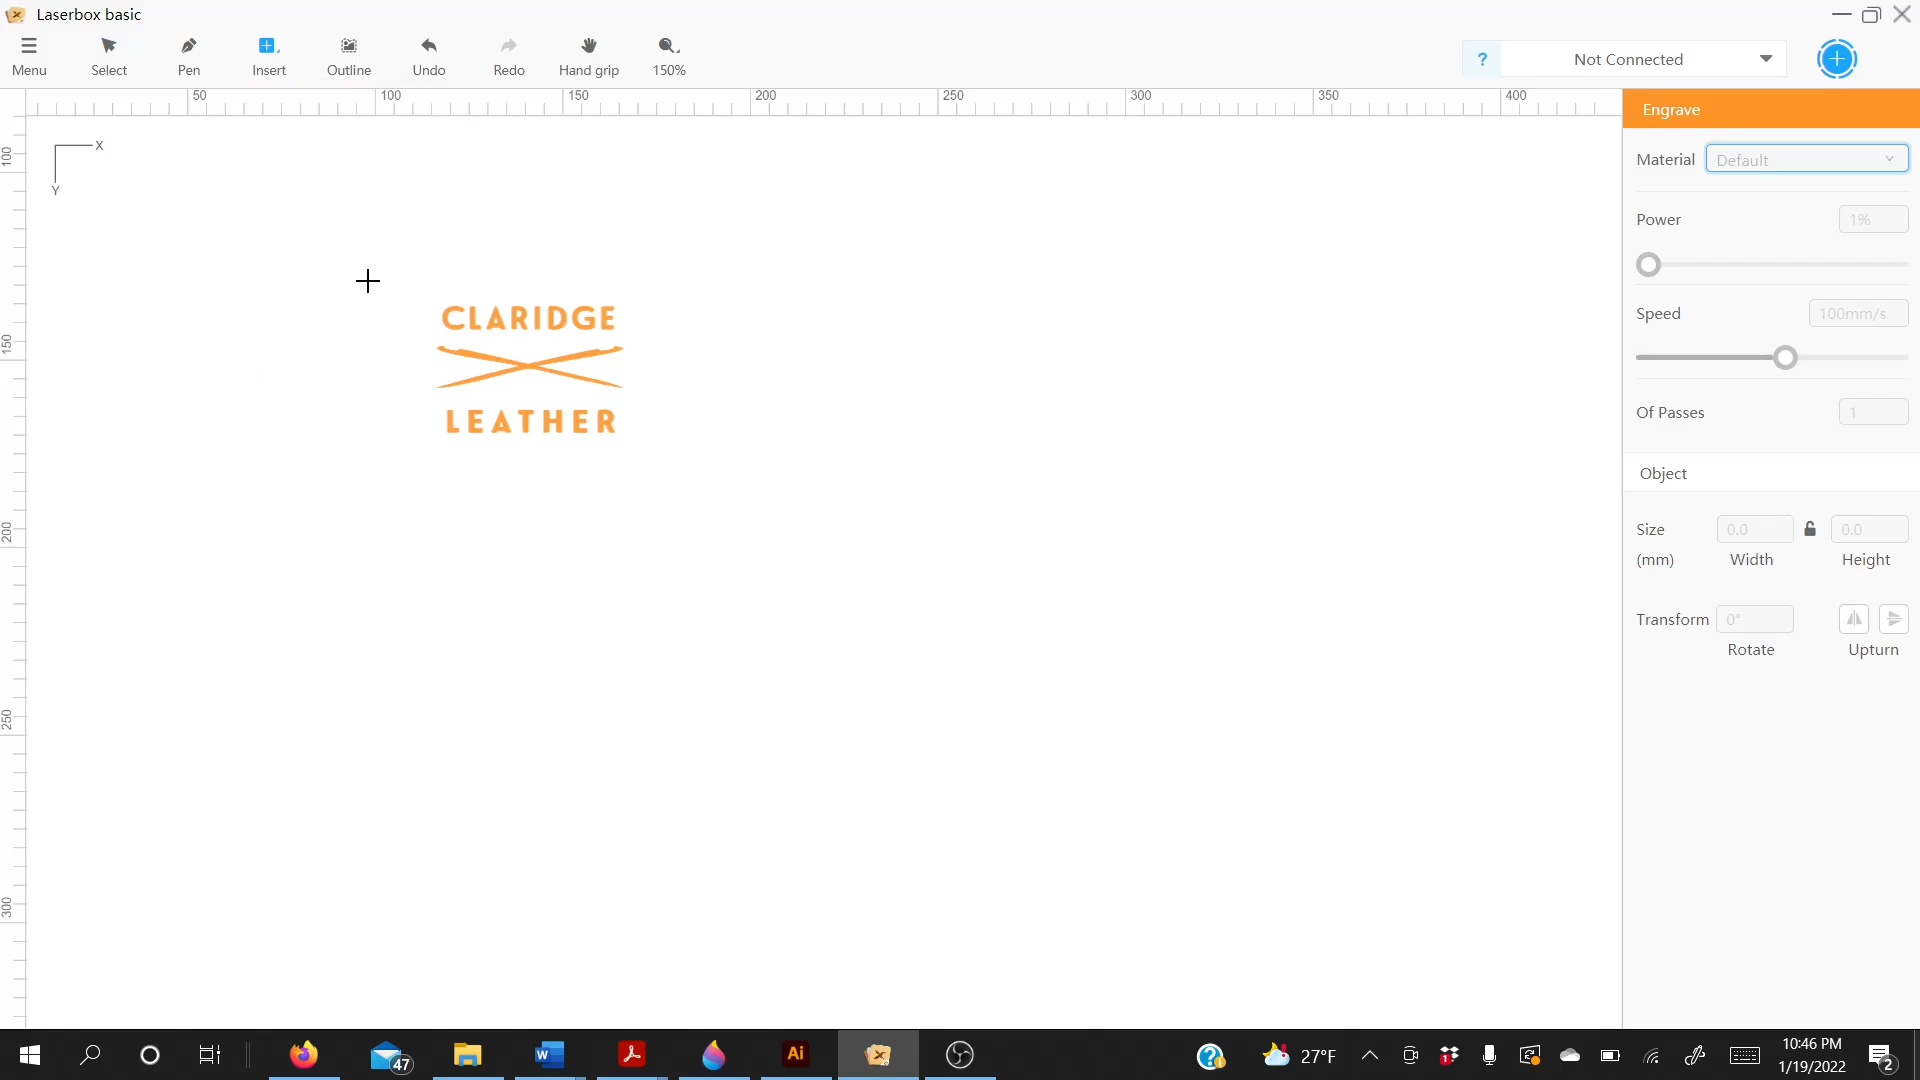 Laserbox basic
Menu Select Pen Insert Outline Undo Redo Hand grip 150%
? Not Connected
50 100 150 200 250 300 350 400
Engrave
X
Y
Material Default
Power 1%
Speed 100mm/s
Of Passes 1
Object
Size 0.0 0.0
(mm) Width Height
Transform 0°
Rotate Upturn
100
150
200
250
300
CLARIDGE
LEATHER
47
W
Ai
?
27°F
1
10:46 PM
1/19/2022
2